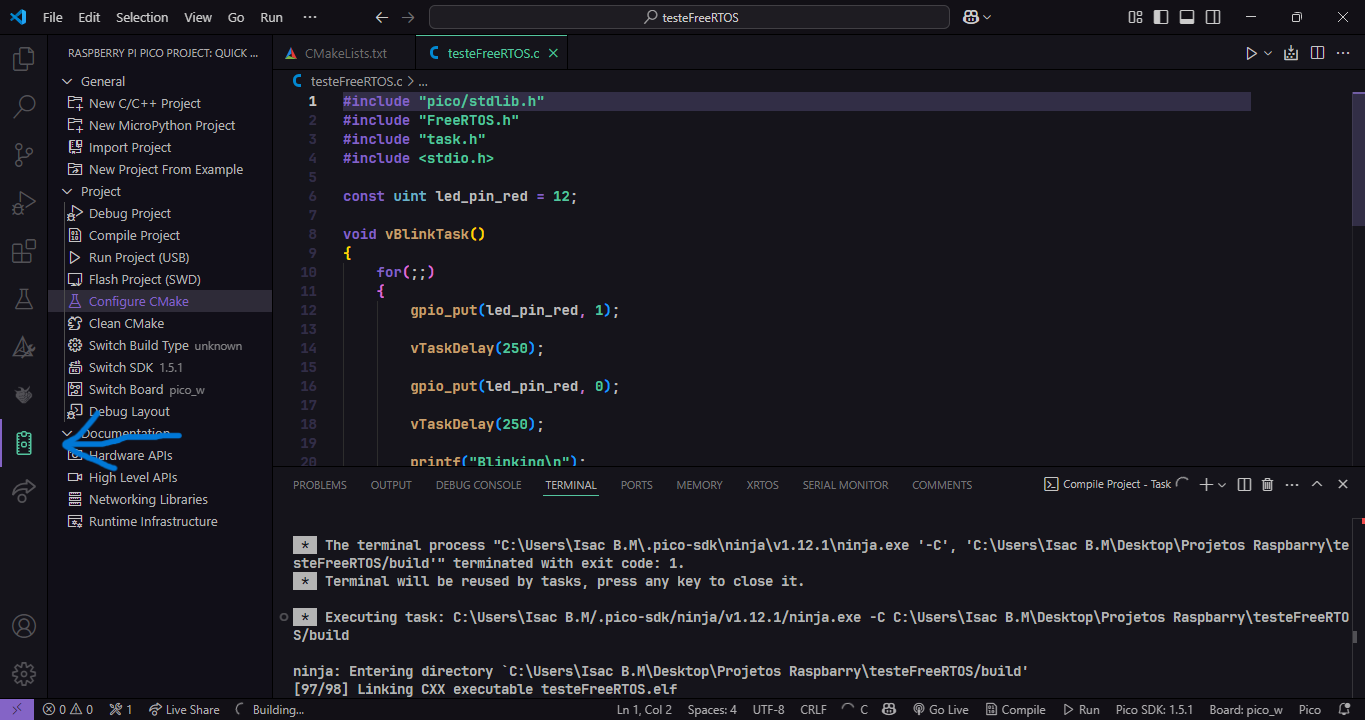 File Edit Selection View Go Run ··· testeFreeRTOS
RASPBERRY PI PICO PROJECT: QUICK ...
General
New C/C++ Project
New MicroPython Project
Import Project
New Project From Example
Project
Debug Project
Compile Project
Run Project (USB)
Flash Project (SWD)
Configure CMake
Clean CMake
Switch Build Type unknown
Switch SDK 1.5.1
Switch Board pico_w
Debug Layout
Documentation
Hardware APIs
High Level APIs
Networking Libraries
Runtime Infrastructure
CMakeLists.txt testeFreeRTOS.c
testeFreeRTOS.c > ...
1 #include "pico/stdlib.h"
2 #include "FreeRTOS.h"
3 #include "task.h"
4 #include <stdio.h>
5
6 const uint led_pin_red = 12;
7
8 void vBlinkTask()
9 {
10 for(;;)
11 {
12 gpio_put(led_pin_red, 1);
13
14 vTaskDelay(250);
15
16 gpio_put(led_pin_red, 0);
17
18 vTaskDelay(250);
19
20 printf("Blinking\n");
PROBLEMS OUTPUT DEBUG CONSOLE TERMINAL PORTS MEMORY XRTOS SERIAL MONITOR COMMENTS Compile Project - Task
* The terminal process "C:\Users\Isac B.M\.pico-sdk\ninja\v1.12.1\ninja.exe '-C', 'C:\Users\Isac B.M\Desktop\Projetos Raspbarry\te
steFreeRTOS/build'" terminated with exit code: 1.
* Terminal will be reused by tasks, press any key to close it.
* Executing task: C:\Users\Isac B.M/.pico-sdk/ninja/v1.12.1/ninja.exe -C C:\Users\Isac B.M\Desktop\Projetos Raspbarry\testeFreeRTO
S/build
ninja: Entering directory `C:\Users\Isac B.M\Desktop\Projetos Raspbarry\testeFreeRTOS/build'
[97/98] Linking CXX executable testeFreeRTOS.elf
0 0 1 Live Share Building... Ln 1, Col 2 Spaces: 4 UTF-8 CRLF C Go Live Compile Run Pico SDK: 1.5.1 Board: pico_w Pico